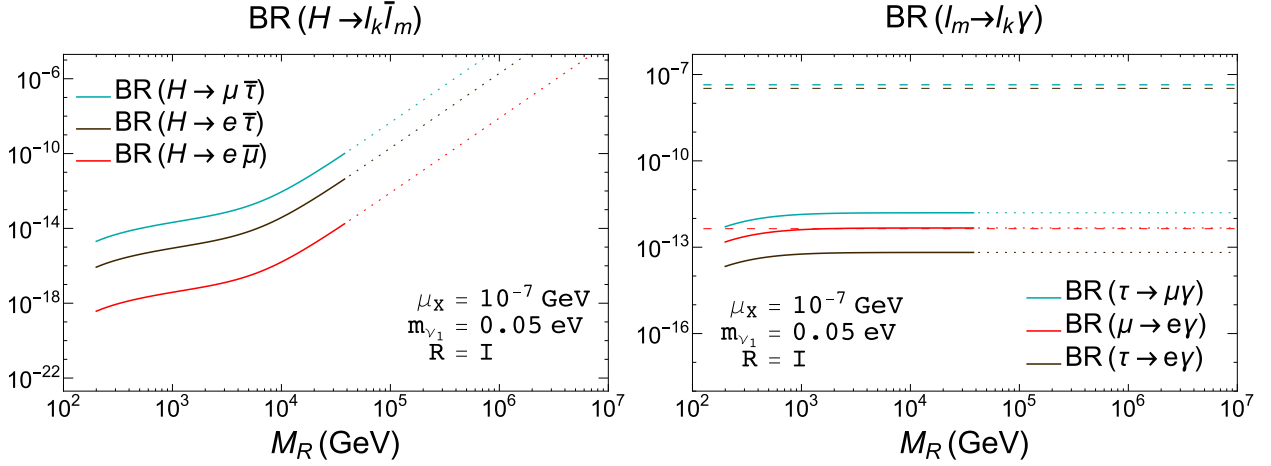 BR (H → l_k l̄_m)
10^-6
10^-10
10^-14
10^-18
10^-22
BR (H → μ τ̄)
BR (H → e τ̄)
BR (H → e μ̄)
μ_X = 10^-7 GeV
m_ν₁ = 0.05 eV
R = I
10^2 10^3 10^4 10^5 10^6 10^7
M_R (GeV)
BR (l_m → l_k γ)
10^-7
10^-10
10^-13
10^-16
μ_X = 10^-7 GeV
m_ν₁ = 0.05 eV
R = I
BR (τ → μγ)
BR (μ → eγ)
BR (τ → eγ)
10^2 10^3 10^4 10^5 10^6 10^7
M_R (GeV)